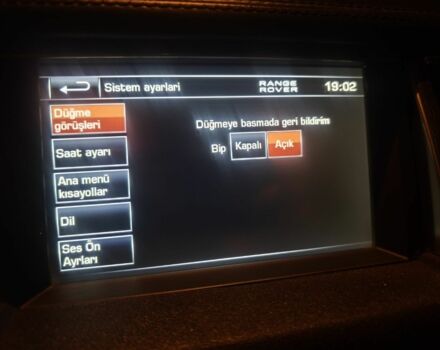 Sistem ayarlari
RANGE
ROVER
19:02
Düğme
görüşleri
Saat ayarı
Ana menü
kısayollar
Dil
Ses Ön
Ayrları
Düğmeye basmada geri bildirim
Bip Kapalı Açık